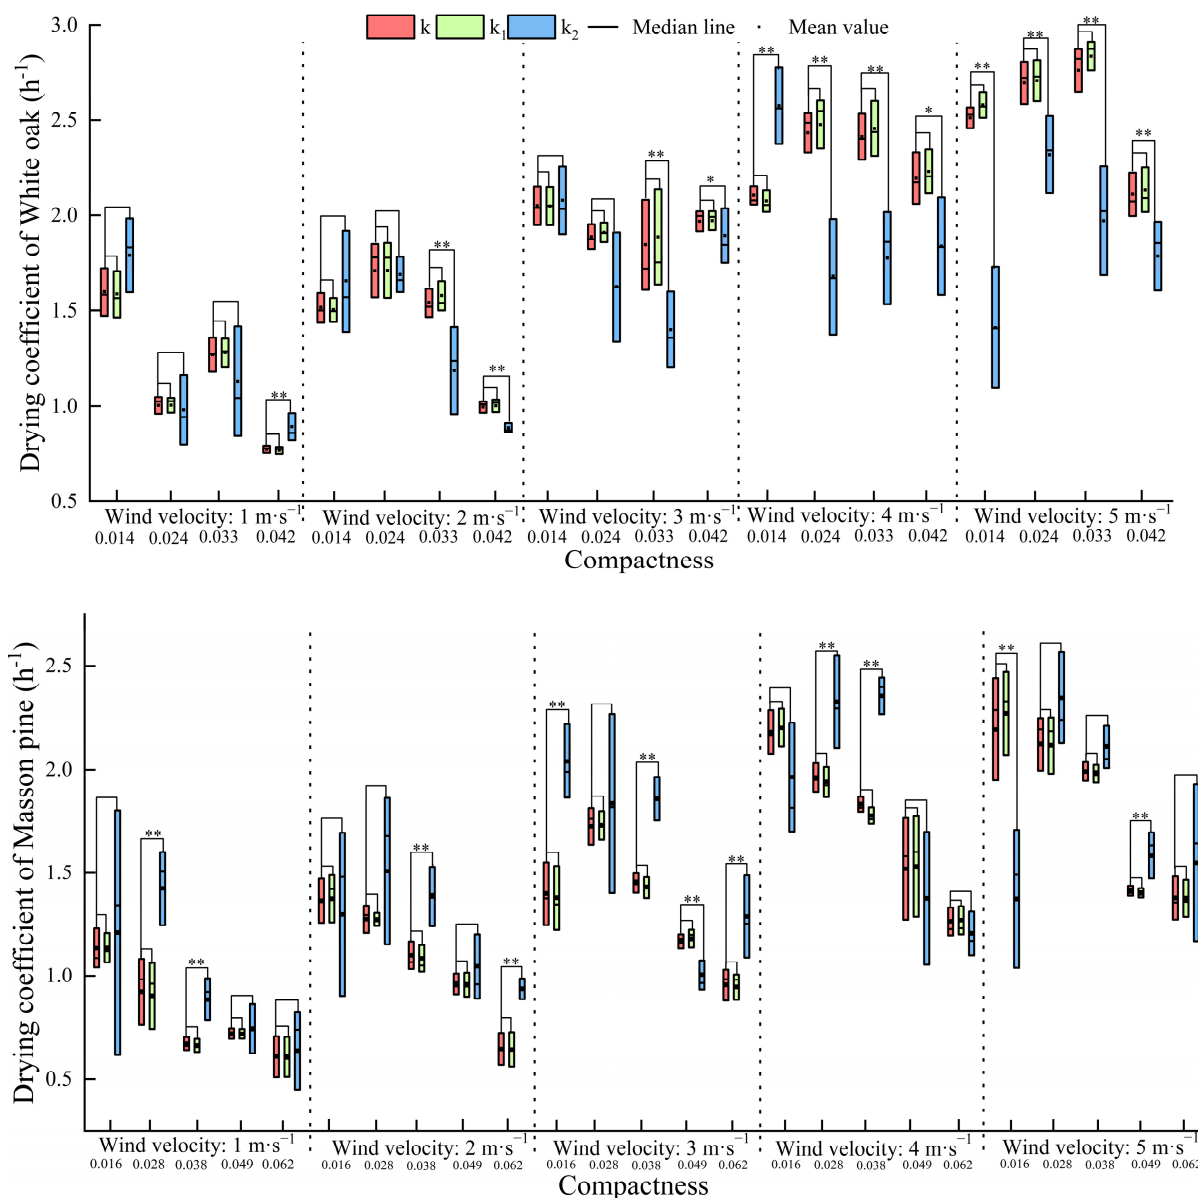 k k₁ k₂ Median line Mean value
Drying coefficient of White oak (h⁻¹)
3.0
2.5
2.0
1.5
1.0
0.5
** ** ** ** * ** ** ** * ** ** ** **
Wind velocity: 1 m·s⁻¹ Wind velocity: 2 m·s⁻¹ Wind velocity: 3 m·s⁻¹ Wind velocity: 4 m·s⁻¹ Wind velocity: 5 m·s⁻¹
0.014 0.024 0.033 0.042 0.014 0.024 0.033 0.042 0.014 0.024 0.033 0.042 0.014 0.024 0.033 0.042 0.014 0.024 0.033 0.042
Compactness
Drying coefficient of Masson pine (h⁻¹)
2.5
2.0
1.5
1.0
0.5
** ** ** ** ** ** ** ** ** ** ** **
Wind velocity: 1 m·s⁻¹ Wind velocity: 2 m·s⁻¹ Wind velocity: 3 m·s⁻¹ Wind velocity: 4 m·s⁻¹ Wind velocity: 5 m·s⁻¹
0.016 0.028 0.038 0.049 0.062 0.016 0.028 0.038 0.049 0.062 0.016 0.028 0.038 0.049 0.062 0.016 0.028 0.038 0.049 0.062 0.016 0.028 0.038 0.049 0.062
Compactness